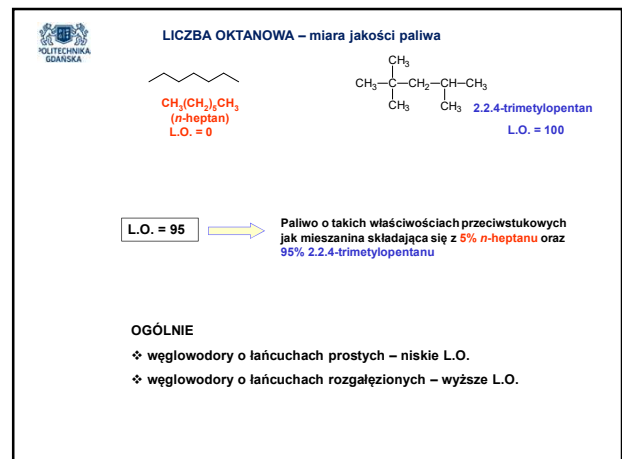 POLITECHNIKA
GDAŃSKA
LICZBA OKTANOWA – miara jakości paliwa
CH₃(CH₂)₅CH₃
(n-heptan)
L.O. = 0
CH₃
CH₃–C–CH₂–CH–CH₃
CH₃ CH₃ 2.2.4-trimetylopentan
L.O. = 100
L.O. = 95
Paliwo o takich właściwościach przeciwstukowych
jak mieszanina składająca się z 5% n-heptanu oraz
95% 2.2.4-trimetylopentanu
OGÓLNIE
❖ węglowodory o łańcuchach prostych – niskie L.O.
❖ węglowodory o łańcuchach rozgałęzionych – wyższe L.O.